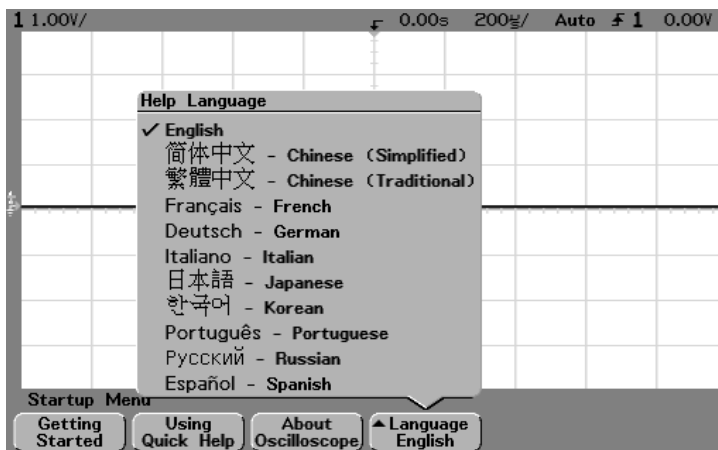 1 1.00V/ 0.00s 200㎲/ Auto 1 0.00V
Help Language
✓ English
简体中文 - Chinese (Simplified)
繁體中文 - Chinese (Traditional)
Français - French
Deutsch - German
Italiano - Italian
日本語 - Japanese
한국어 - Korean
Português - Portuguese
Русский - Russian
Español - Spanish
Startup Menu
Getting Started
Using Quick Help
About Oscilloscope
Language English